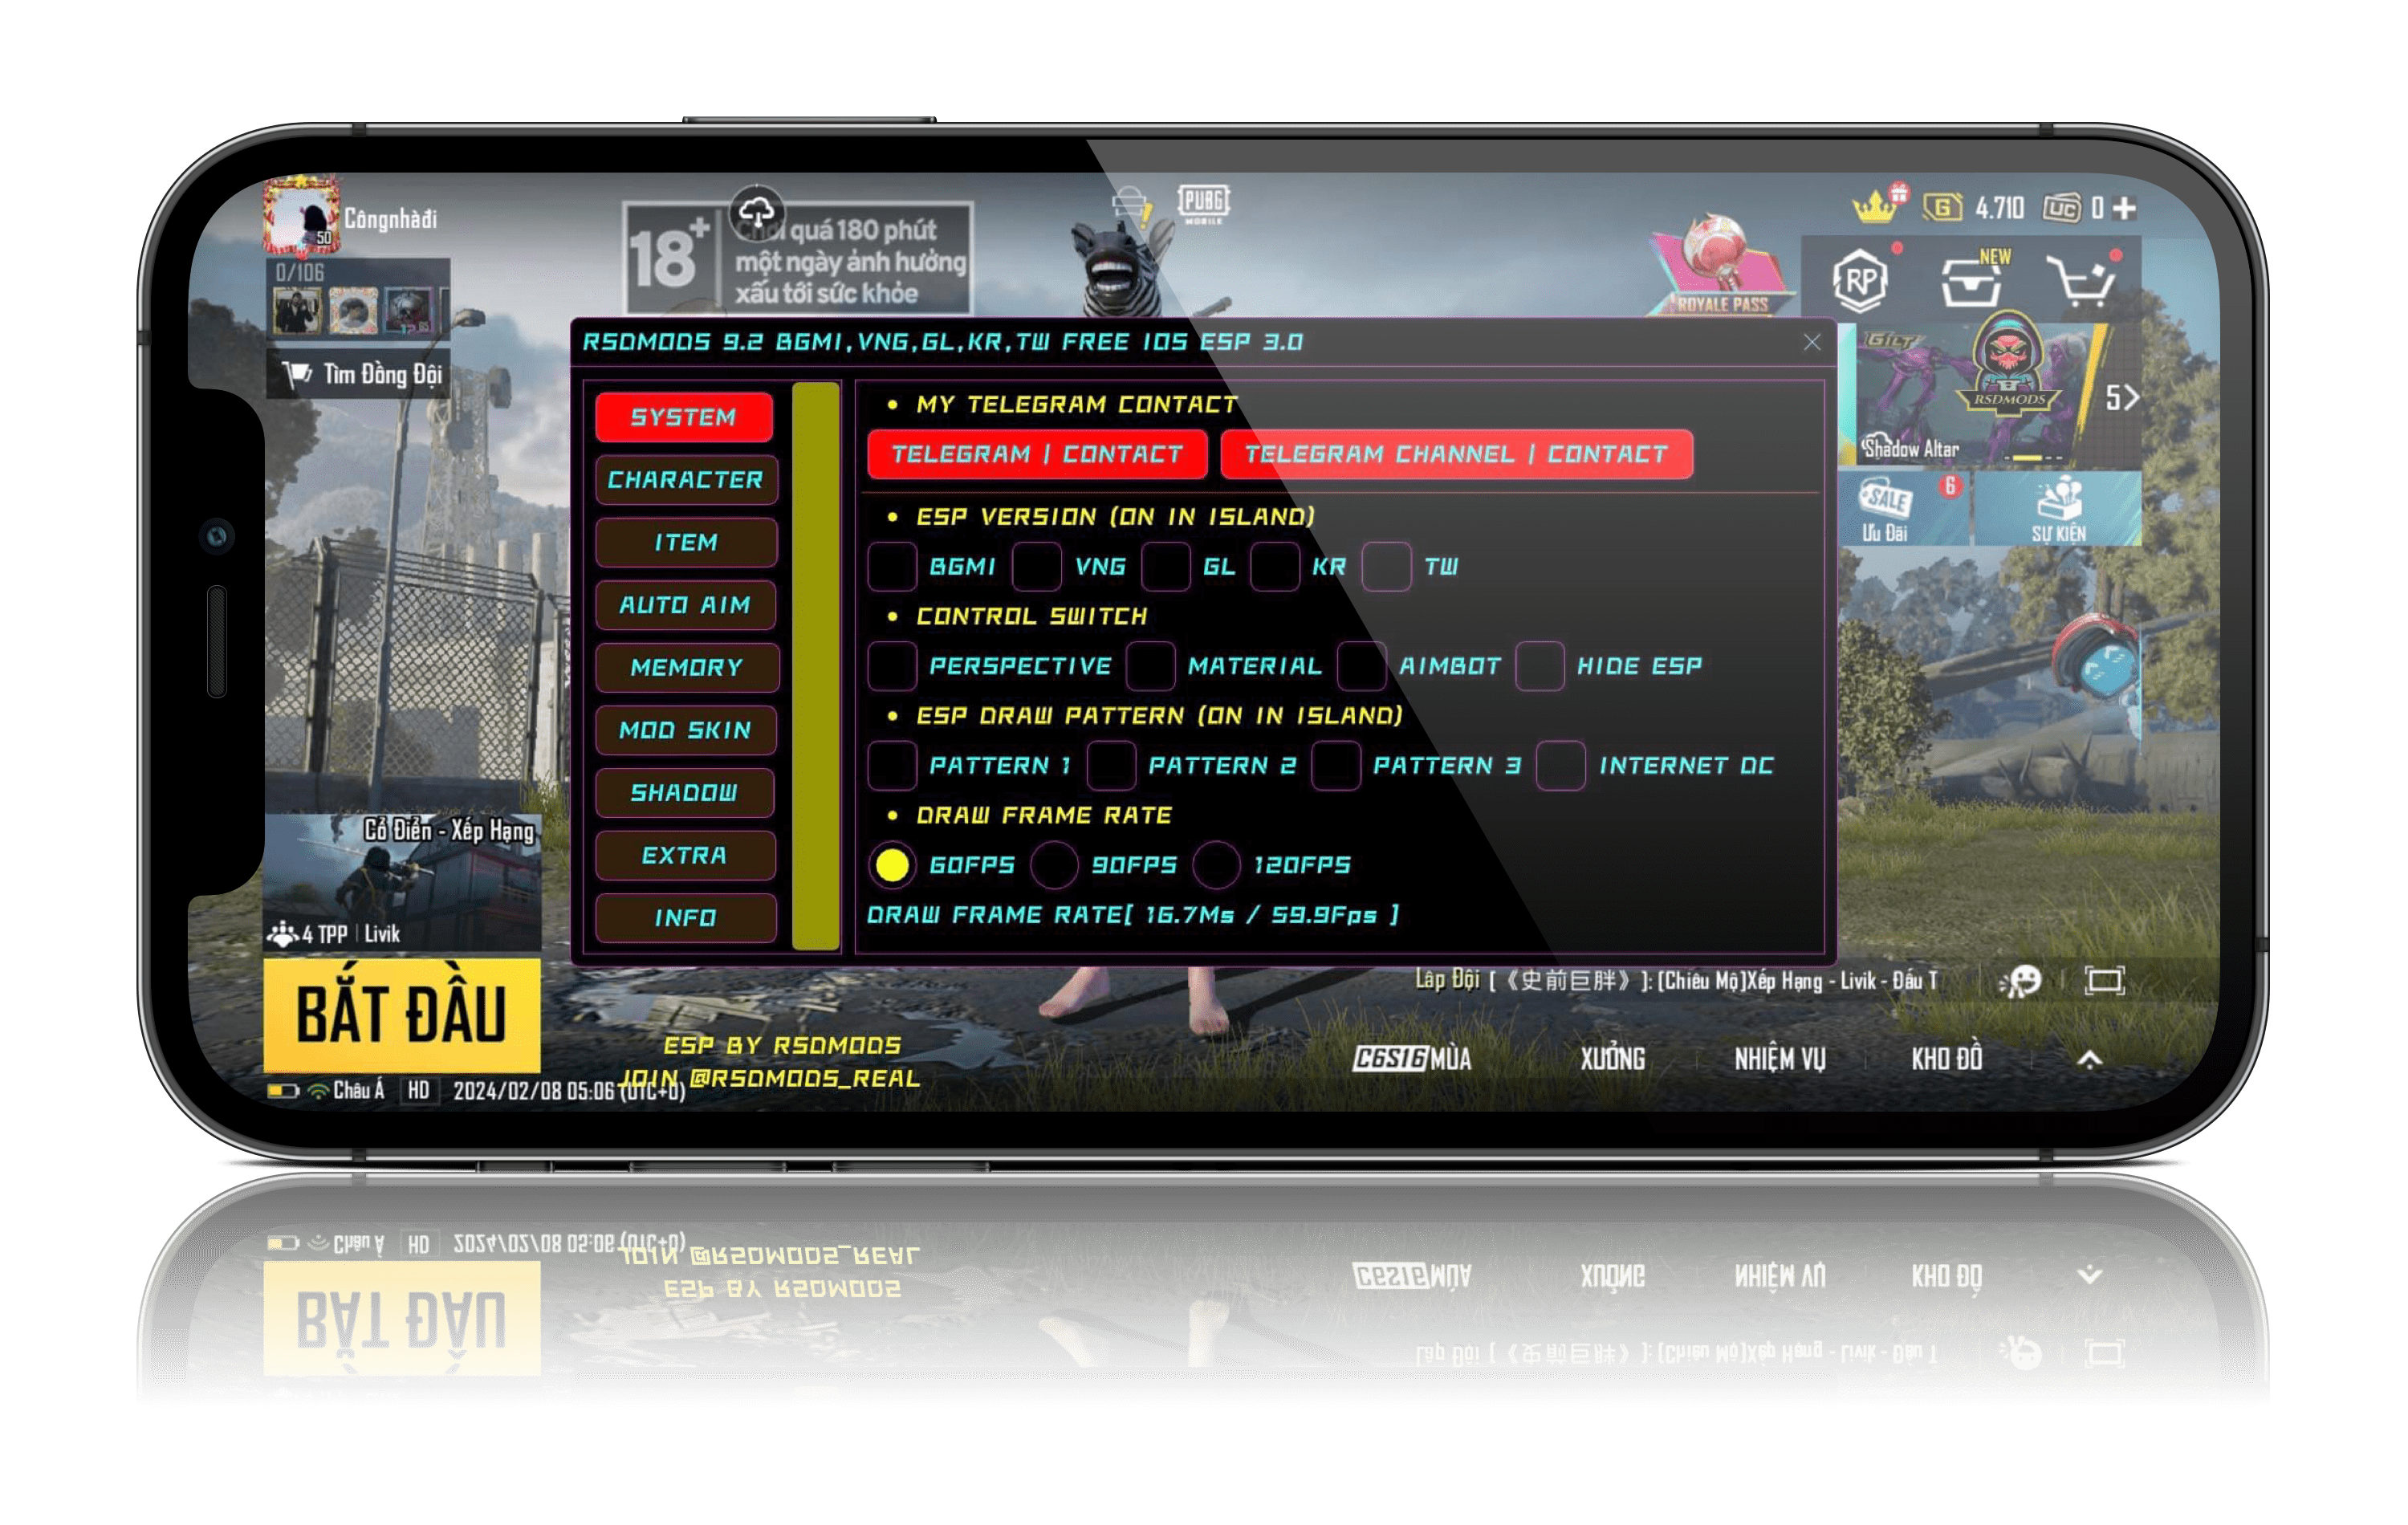 Côngnhàđi
50
0/106
Tìm Đồng Đội
18+
Chơi quá 180 phút
một ngày ảnh hưởng
xấu tới sức khỏe
PUBG
MOBILE
G 4.710 UC 0 +
ROYALE PASS
RP
NEW
RSDMODS 9.2 BGMI,VNG,GL,KR,TW FREE IOS ESP 3.0
SYSTEM
CHARACTER
ITEM
AUTO AIM
MEMORY
MOD SKIN
SHADOW
EXTRA
INFO
• MY TELEGRAM CONTACT
TELEGRAM | CONTACT TELEGRAM CHANNEL | CONTACT
• ESP VERSION (ON IN ISLAND)
BGMI VNG GL KR TW
• CONTROL SWITCH
PERSPECTIVE MATERIAL AIMBOT HIDE ESP
• ESP DRAW PATTERN (ON IN ISLAND)
PATTERN 1 PATTERN 2 PATTERN 3 INTERNET DC
• DRAW FRAME RATE
60FPS 90FPS 120FPS
DRAW FRAME RATE[ 16.7Ms / 59.9Fps ]
GILT
RSDMODS
5>
Shadow Altar
SALE 6
Ưu Đãi
SỰ KIỆN
Cổ Điển - Xếp Hạng
4 TPP | Livik
BẮT ĐẦU
Châu Á HD 2024/02/08 05:06 (UTC+0)
ESP BY RSDMODS
JOIN @RSDMODS_REAL
Lập Đội [《史前巨胖》]: [Chiêu Mộ]Xếp Hạng - Livik - Đấu T
C6S16 MÙA XƯỞNG NHIỆM VỤ KHO ĐỒ